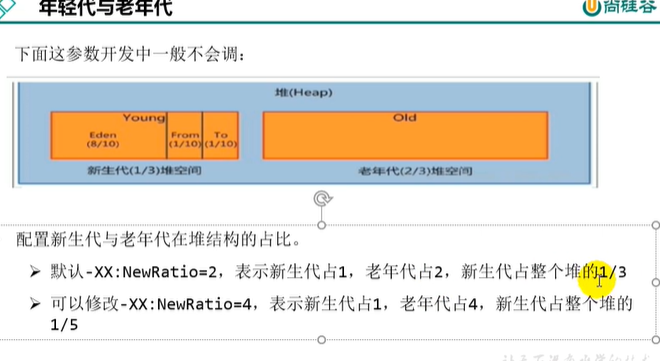 年轻代与老年代
尚硅谷
下面这参数开发中一般不会调：
堆(Heap)
Young
Old
Eden
(8/10)
From
(1/10)
To
(1/10)
新生代(1/3)堆空间
老年代(2/3)堆空间
配置新生代与老年代在堆结构的占比。
➢ 默认-XX:NewRatio=2，表示新生代占1，老年代占2，新生代占整个堆的1/3
➢ 可以修改-XX:NewRatio=4，表示新生代占1，老年代占4，新生代占整个堆的
1/5